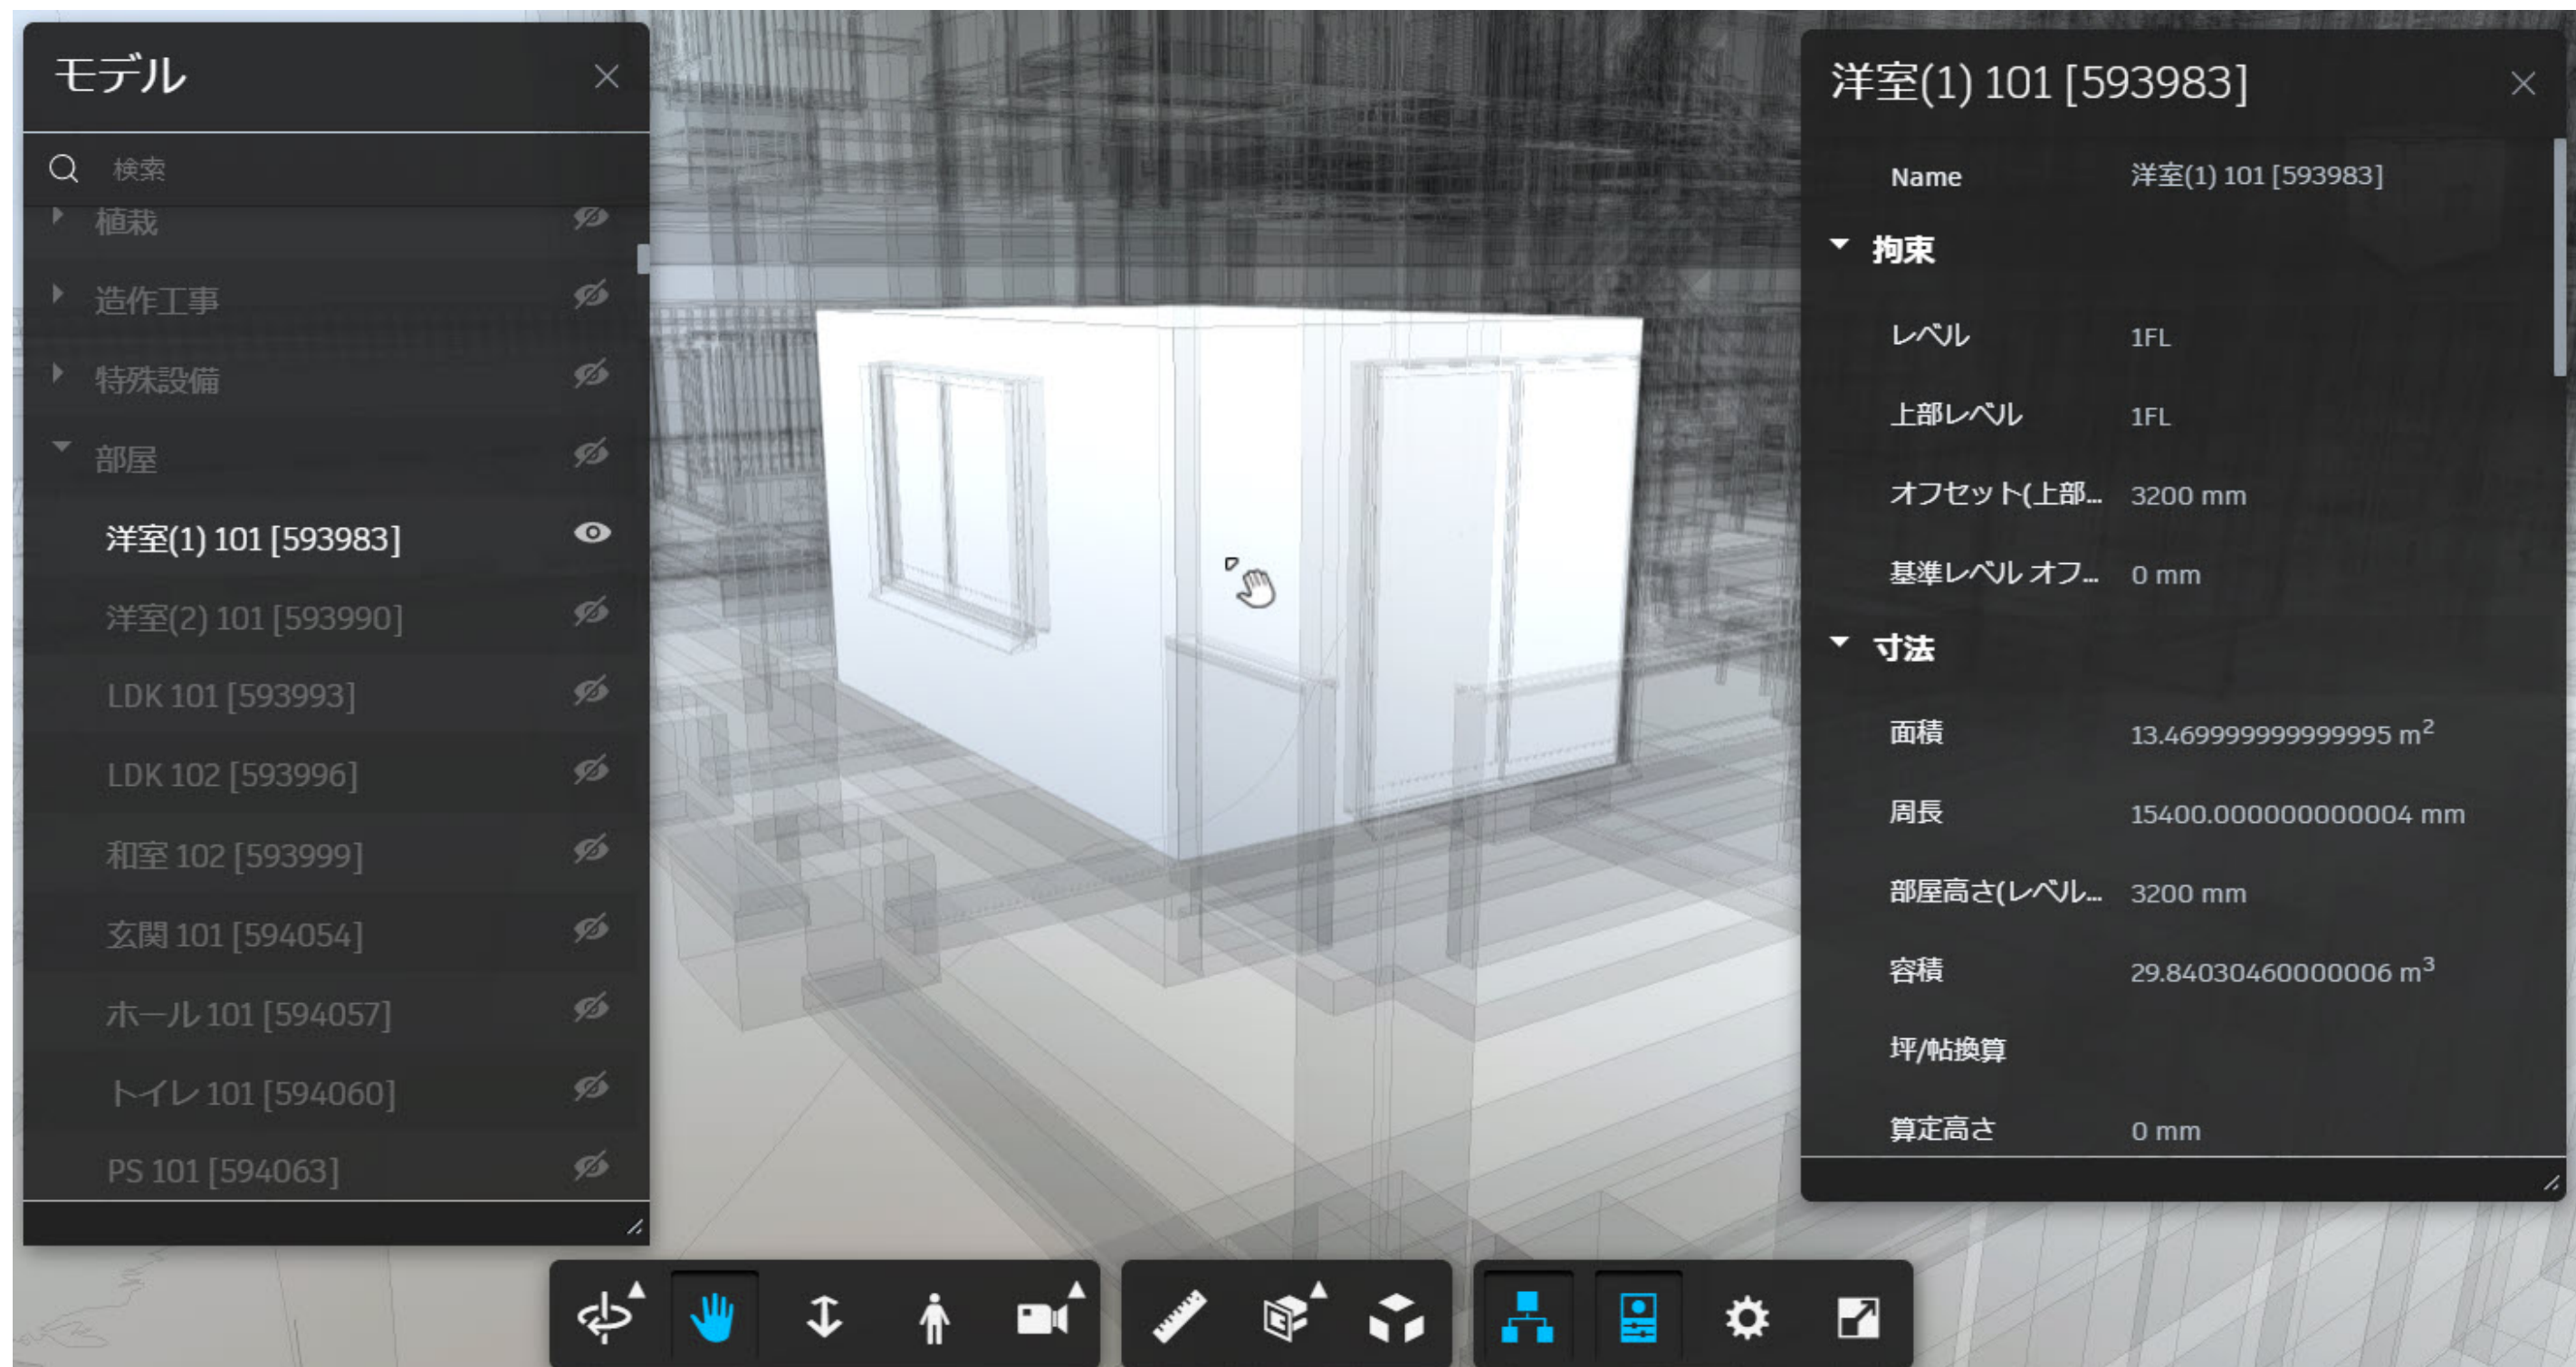 モデル
検索
植栽
造作工事
特殊設備
部屋
洋室(1) 101 [593983]
洋室(2) 101 [593990]
LDK 101 [593993]
LDK 102 [593996]
和室 102 [593999]
玄関 101 [594054]
ホール 101 [594057]
トイレ 101 [594060]
PS 101 [594063]
洋室(1) 101 [593983]
Name 洋室(1) 101 [593983]
拘束
レベル 1FL
上部レベル 1FL
オフセット(上部... 3200 mm
基準レベル オフ... 0 mm
寸法
面積 13.469999999999995 m²
周長 15400.000000000004 mm
部屋高さ(レベル... 3200 mm
容積 29.84030460000006 m³
坪/帖換算
算定高さ 0 mm